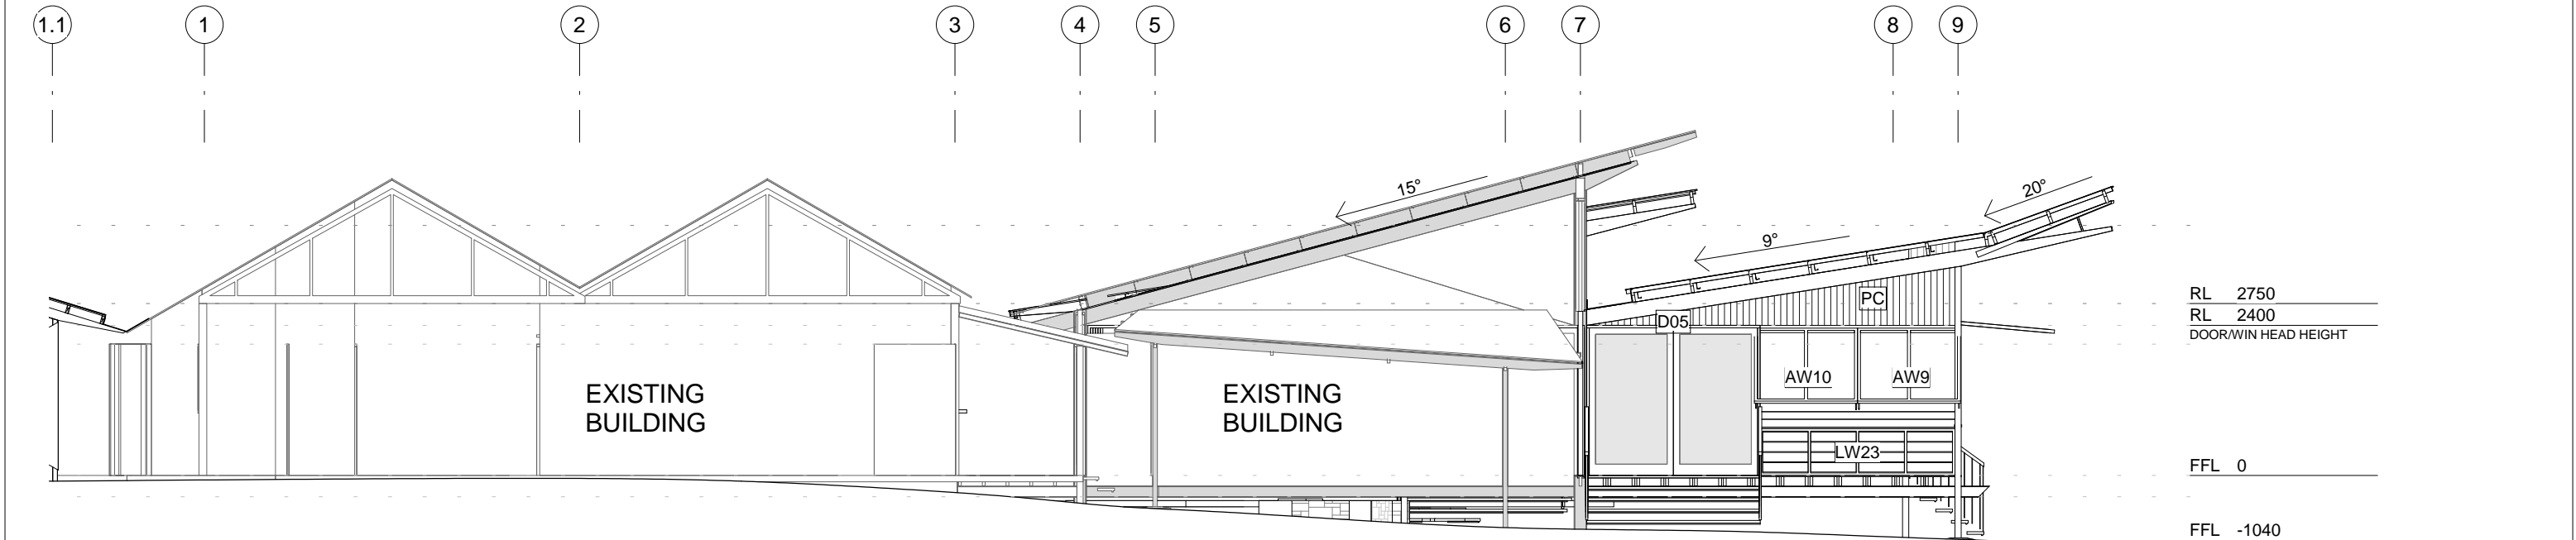 1.1 1 2 3 4 5 6 7 8 9
15°
20°
9°
RL 2750
PC
RL 2400
D05
DOOR/WIN HEAD HEIGHT
AW10 AW9
EXISTING
BUILDING
EXISTING
BUILDING
LW23
FFL 0
FFL -1040